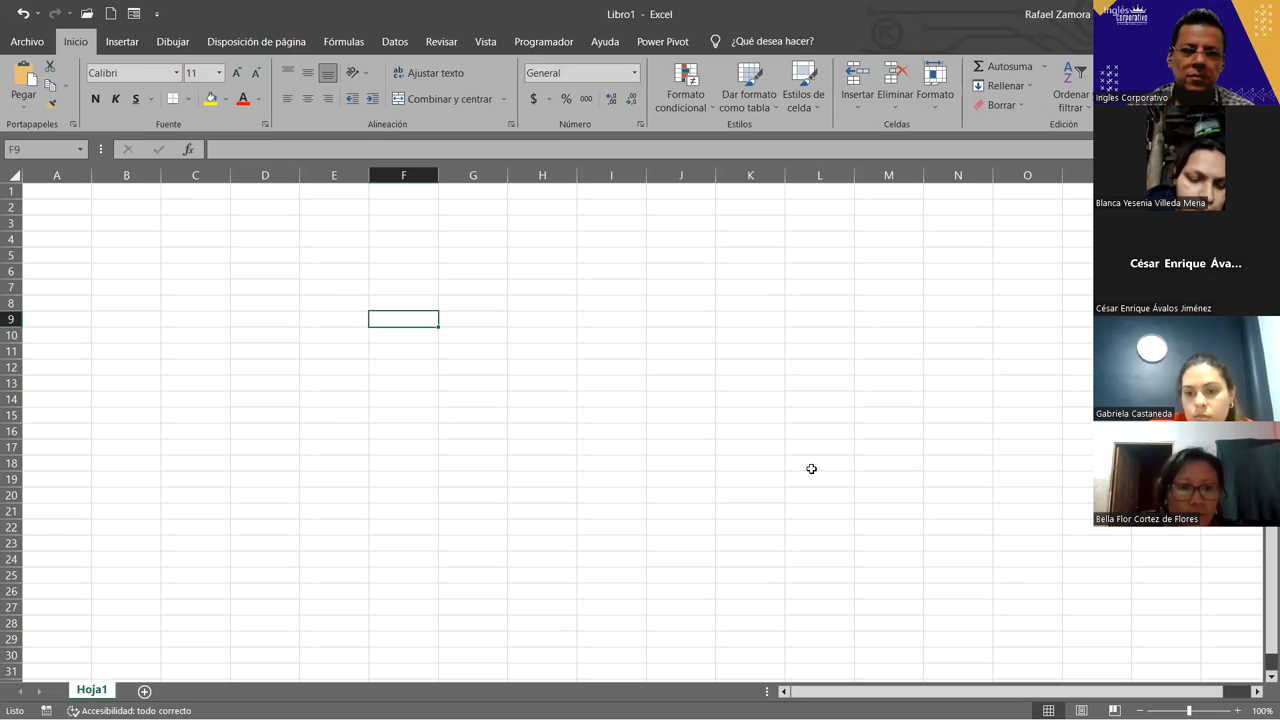 Libro1 - Excel
Rafael Zamora
Archivo Inicio Insertar Dibujar Disposición de página Fórmulas Datos Revisar Vista Programador Ayuda Power Pivot ¿Qué desea hacer?
Pegar
Calibri 11
N K S
Ajustar texto
Combinar y centrar
General
$ % 000
Formato condicional
Dar formato como tabla
Estilos de celda
Insertar Eliminar Formato
Autosuma
Rellenar
Borrar
Ordenar filtrar
Portapapeles Fuente Alineación Número Estilos Celdas Edición
F9 fx
A B C D E F G H I J K L M N O
1
2
3
4
5
6
7
8
9
10
11
12
13
14
15
16
17
18
19
20
21
22
23
24
25
26
27
28
29
30
31
Hoja1
Listo Accesibilidad: todo correcto 100%
Inglés Corporativo
Ingles Corporativo
Blanca Yesenia Villeda Mena
César Enrique Áva...
César Enrique Ávalos Jiménez
Gabriela Castaneda
Bella Flor Cortez de Flores